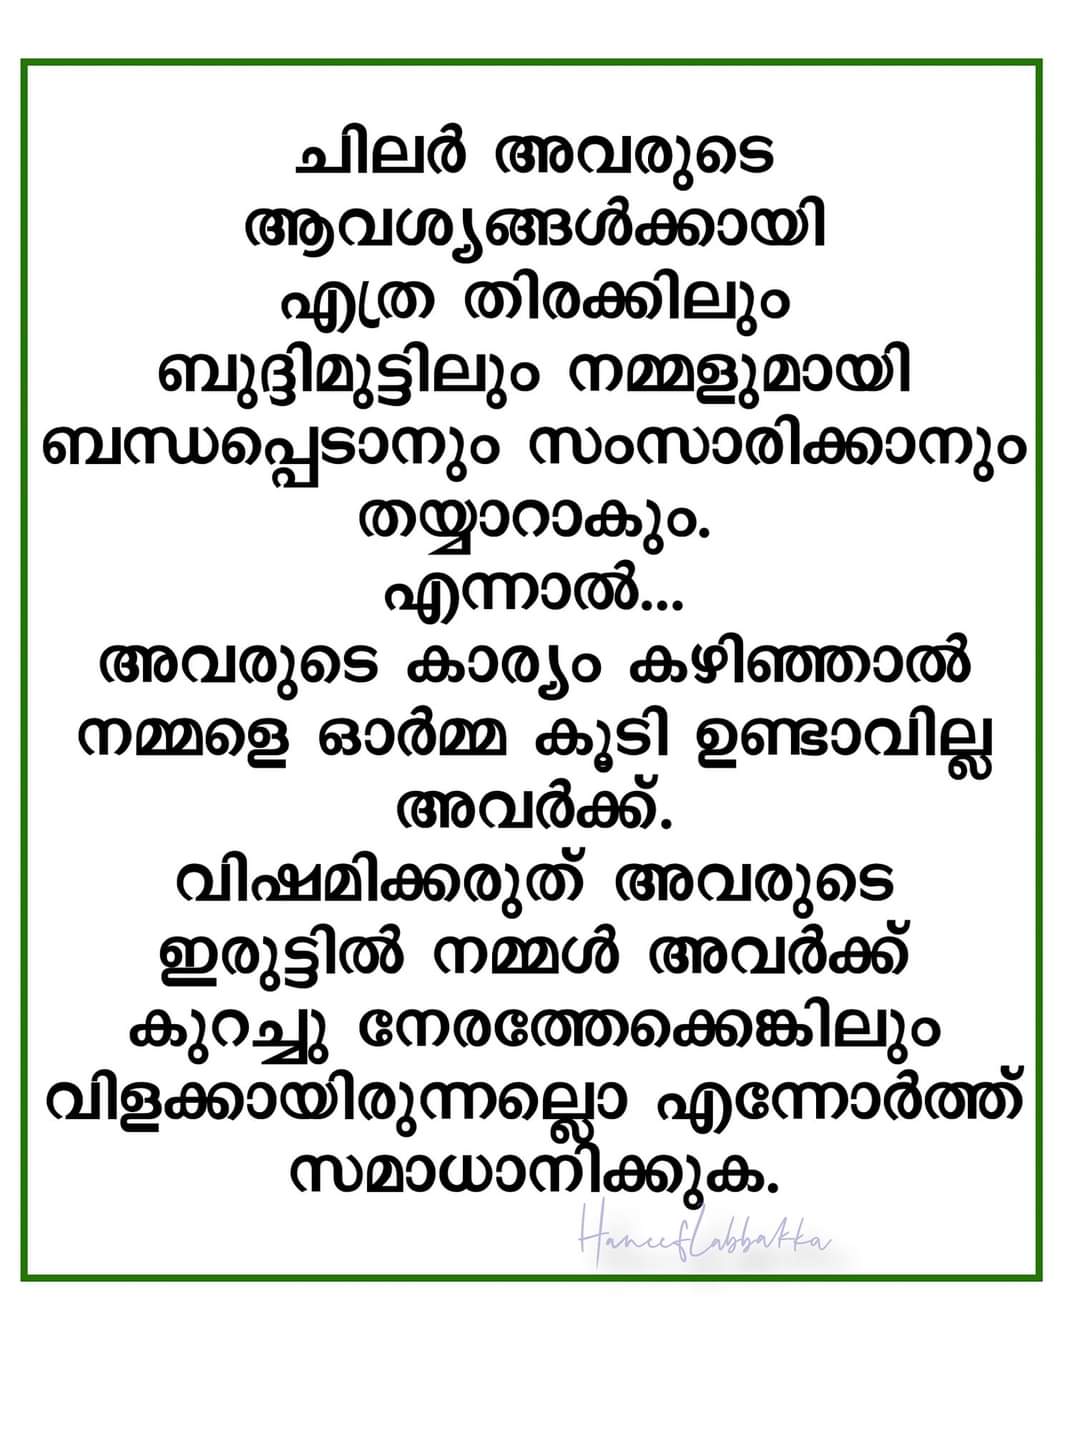 ചിലർ അവരുടെ
ആവശ്യങ്ങൾക്കായി
എത്ര തിരക്കിലും
ബുദ്ദിമുട്ടിലും നമ്മളുമായി
ബന്ധപ്പെടാനും സംസാരിക്കാനും
തയ്യാറാകും.
എന്നാൽ...
അവരുടെ കാര്യം കഴിഞ്ഞാൽ
നമ്മളെ ഓർമ്മ കൂടി ഉണ്ടാവില്ല
അവർക്ക്.
വിഷമിക്കരുത് അവരുടെ
ഇരുട്ടിൽ നമ്മൾ അവർക്ക്
കുറച്ചു നേരത്തേക്കെങ്കിലും
വിളക്കായിരുന്നല്ലൊ എന്നോർത്ത്
സമാധാനിക്കുക.
HaneefLabbakka